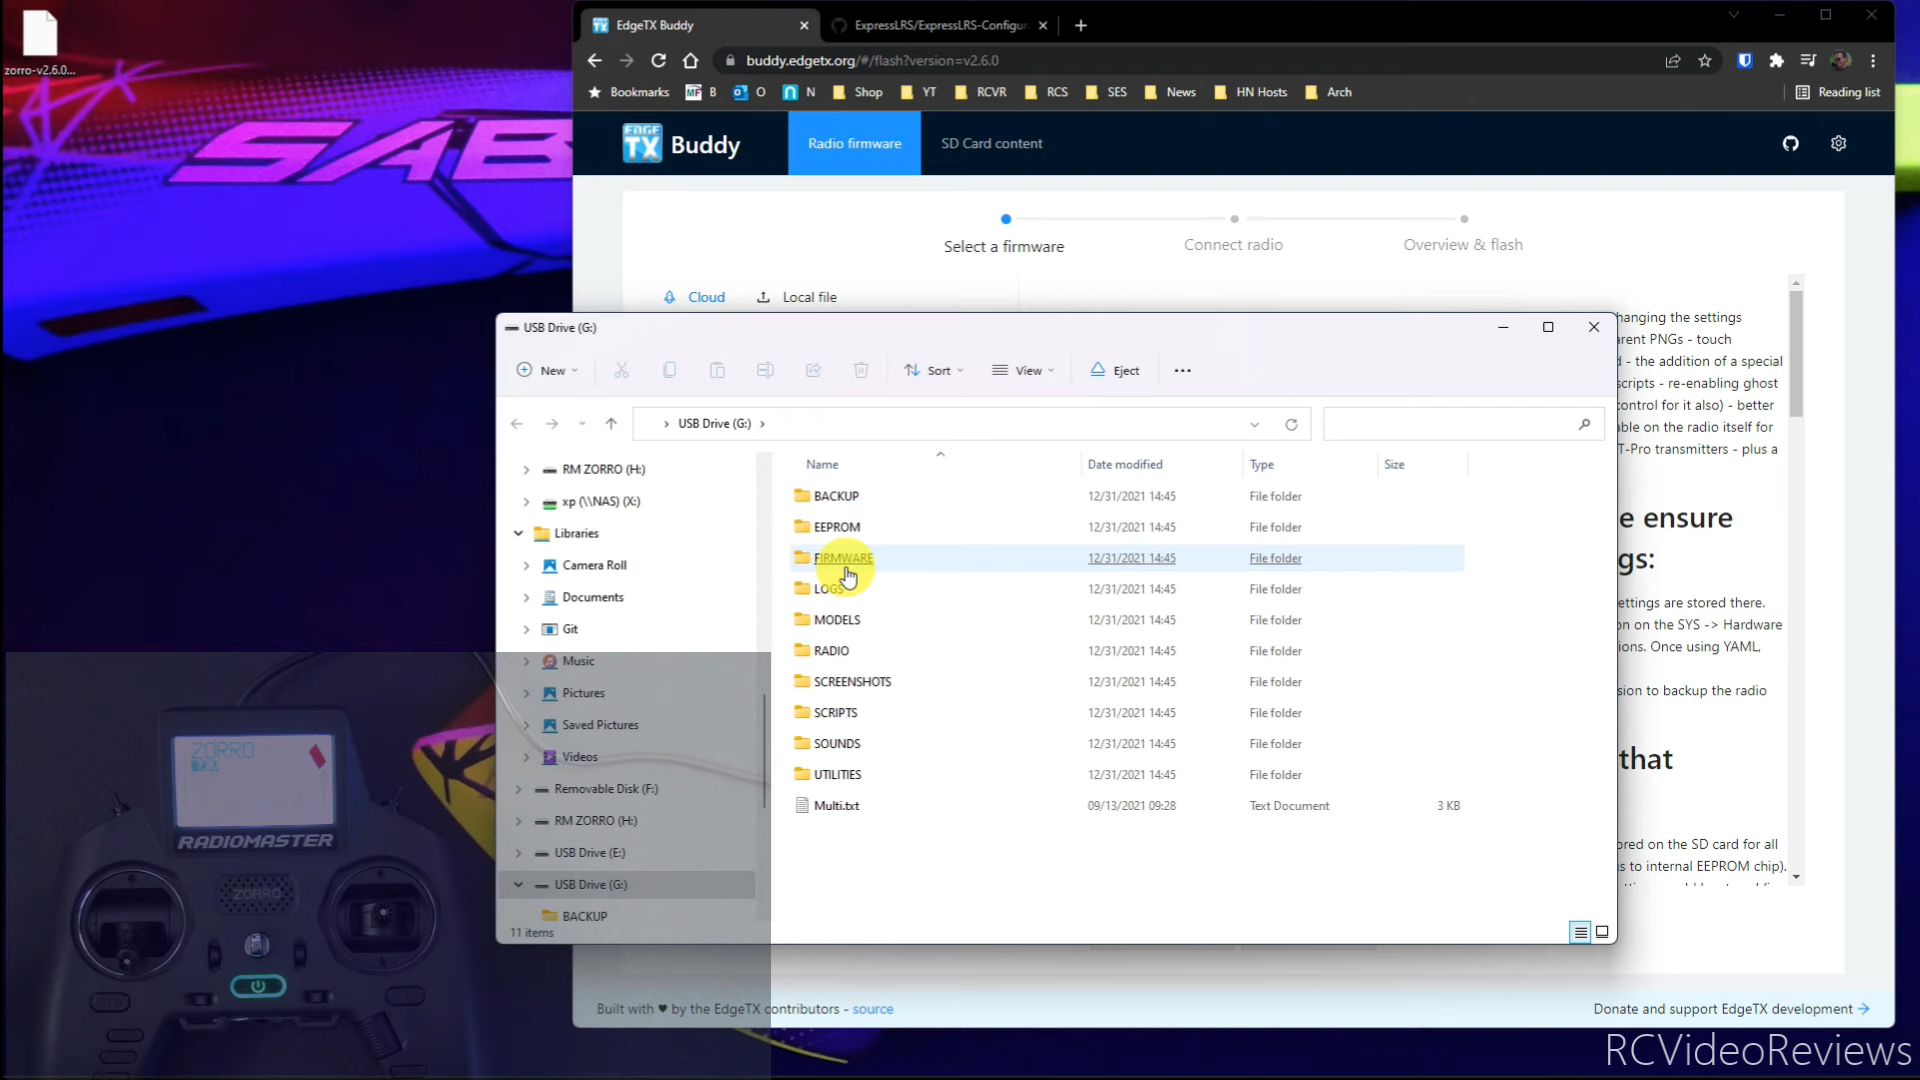 zorro-v2.6.0...
SAB
EdgeTX Buddy
ExpressLRS/ExpressLRS-Configur
buddy.edgetx.org/#/flash?version=v2.6.0
Bookmarks
B
O
N
Shop
YT
RCVR
RCS
SES
News
HN Hosts
Arch
Reading list
EDGE TX Buddy
Radio firmware
SD Card content
Select a firmware
Connect radio
Overview & flash
Cloud
Local file
hanging the settings
arent PNGs - touch
d - the addition of a special
scripts - re-enabling ghost
control for it also) - better
able on the radio itself for
T-Pro transmitters - plus a
e ensure
gs:
ettings are stored there.
on on the SYS -> Hardware
ions. Once using YAML,
sion to backup the radio
that
ored on the SD card for all
s to internal EEPROM chip).
USB Drive (G:)
New
Sort
View
Eject
USB Drive (G:)
RM ZORRO (H:)
xp (\\NAS) (X:)
Libraries
Camera Roll
Documents
Git
Music
Pictures
Saved Pictures
Videos
Removable Disk (F:)
RM ZORRO (H:)
USB Drive (E:)
USB Drive (G:)
BACKUP
11 items
Name Date modified Type Size
BACKUP 12/31/2021 14:45 File folder
EEPROM 12/31/2021 14:45 File folder
FIRMWARE 12/31/2021 14:45 File folder
LOGS 12/31/2021 14:45 File folder
MODELS 12/31/2021 14:45 File folder
RADIO 12/31/2021 14:45 File folder
SCREENSHOTS 12/31/2021 14:45 File folder
SCRIPTS 12/31/2021 14:45 File folder
SOUNDS 12/31/2021 14:45 File folder
UTILITIES 12/31/2021 14:45 File folder
Multi.txt 09/13/2021 09:28 Text Document 3 KB
ZORRO
RADIOMASTER
ZORRO
Built with ♥ by the EdgeTX contributors - source
Donate and support EdgeTX development →
RCVideoReviews